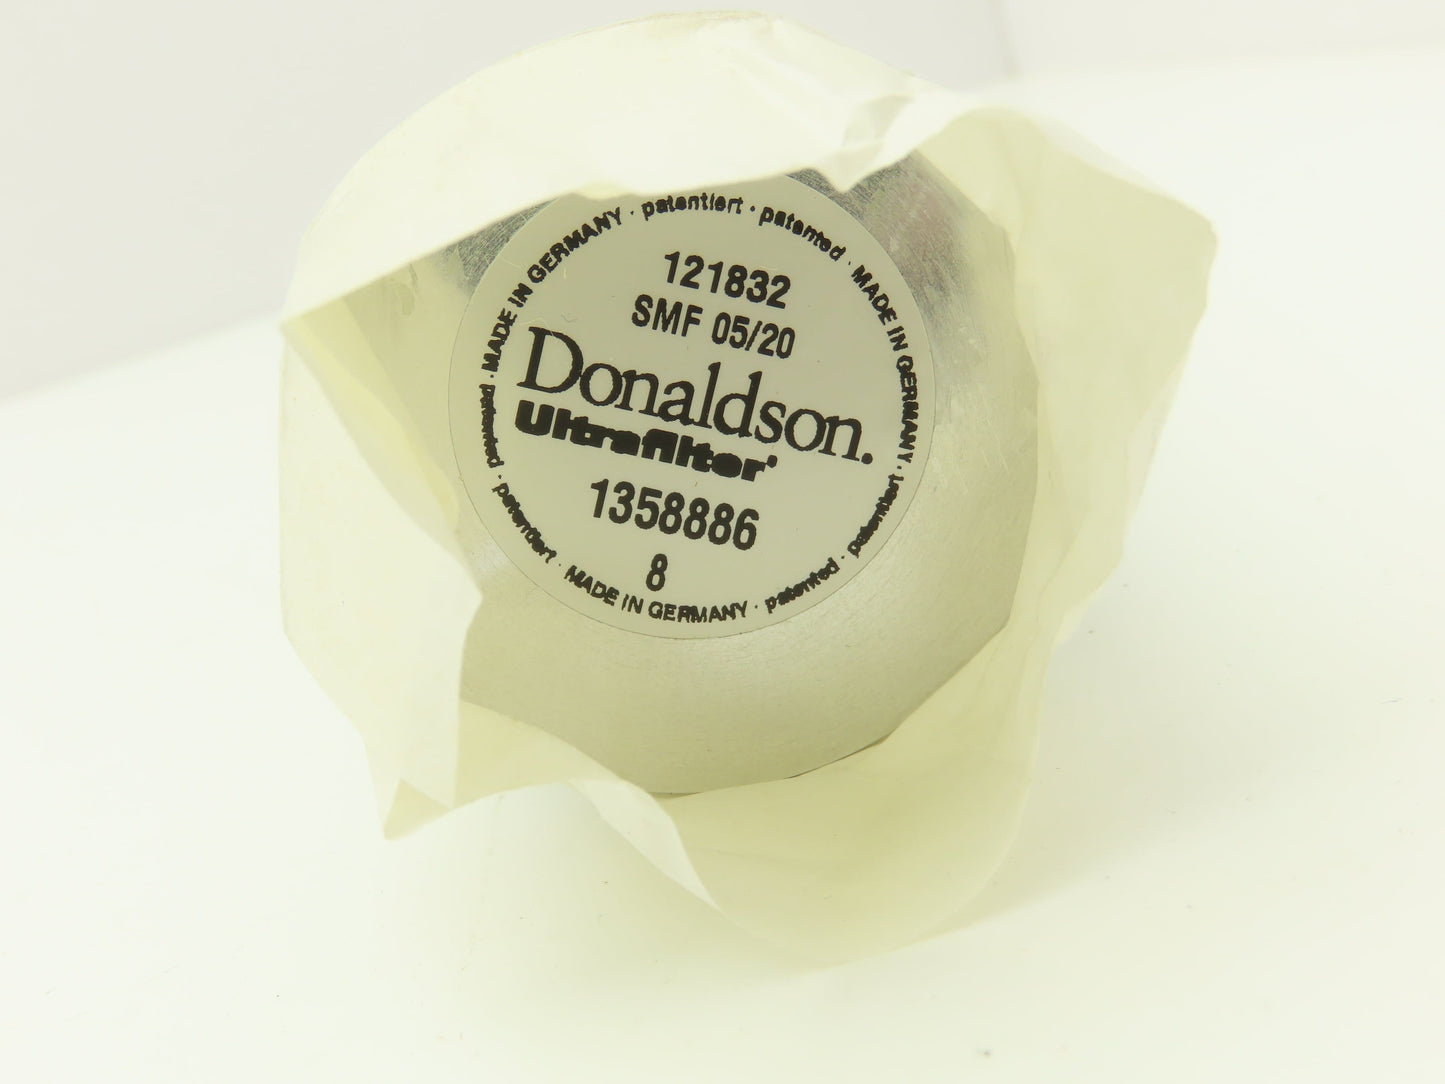 121832
SMF 05/20
Donaldson.
Ultrafilter'
1358886
8
MADE IN GERMANY · patentiert · patented · MADE IN GERMANY · patentiert · patented · MADE IN GERMANY · patentiert · patented ·